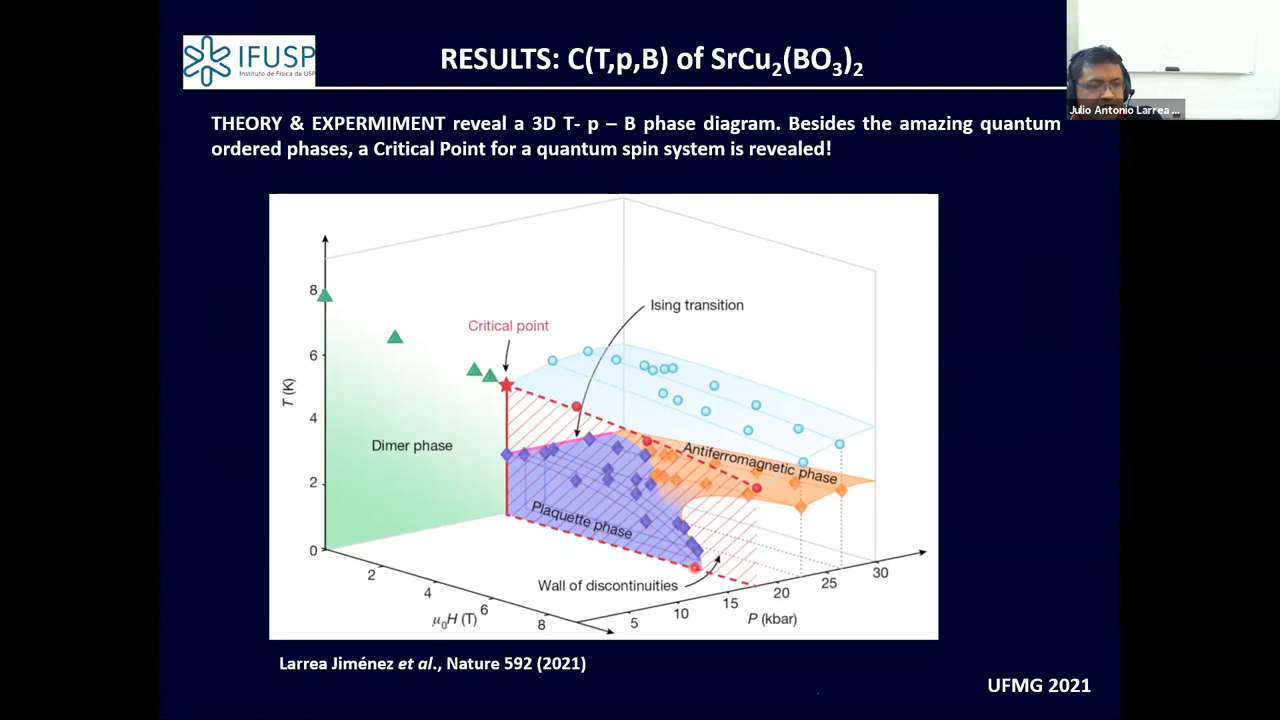 IFUSP
Instituto de Física da USP
RESULTS: C(T,p,B) of SrCu2(BO3)2
Julio Antonio Larrea ...
THEORY & EXPERMIMENT reveal a 3D T- p – B phase diagram. Besides the amazing quantum
ordered phases, a Critical Point for a quantum spin system is revealed!
8
6
4
2
0
T (K)
Ising transition
Critical point
Dimer phase
Antiferromagnetic phase
Plaquette phase
Wall of discontinuities
2
4
6
8
μ0H (T)
5
10
15
20
25
30
P (kbar)
Larrea Jiménez et al., Nature 592 (2021)
UFMG 2021